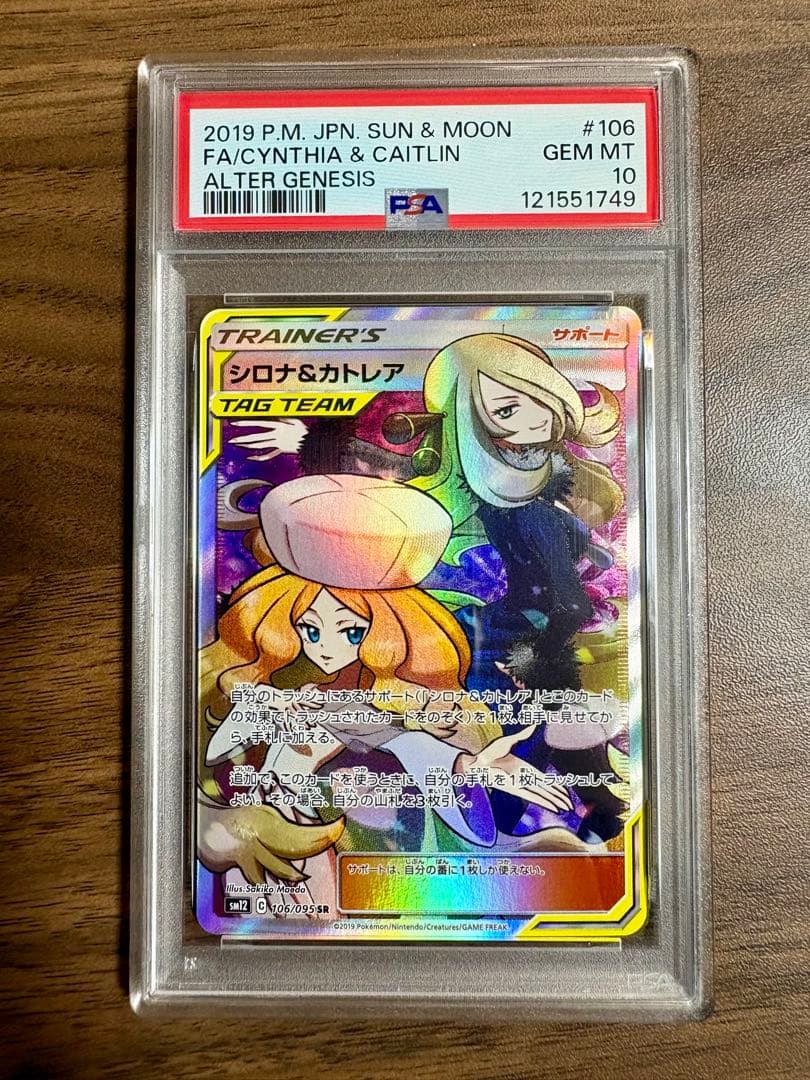 2019 P.M. JPN. SUN & MOON #106
FA/CYNTHIA & CAITLIN GEM MT
ALTER GENESIS 10
PSA 121551749
TRAINER'S サポート
シロナ&カトレア
TAG TEAM
自分のトラッシュにあるサポート(「シロナ&カトレア」とこのカード
の効果でトラッシュされたカードをのぞく)を1枚、相手に見せてか
ら、手札に加える。
追加で、このカードを使うときに、自分の手札を1枚トラッシュして
よい。その場合、自分の山札を3枚引く。
サポートは、自分の番に1枚しか使えない。
Illus.Sakiko Maeda
sm12 C 106/095 SR
©2019 Pokémon/Nintendo/Creatures/GAME FREAK.
PSA